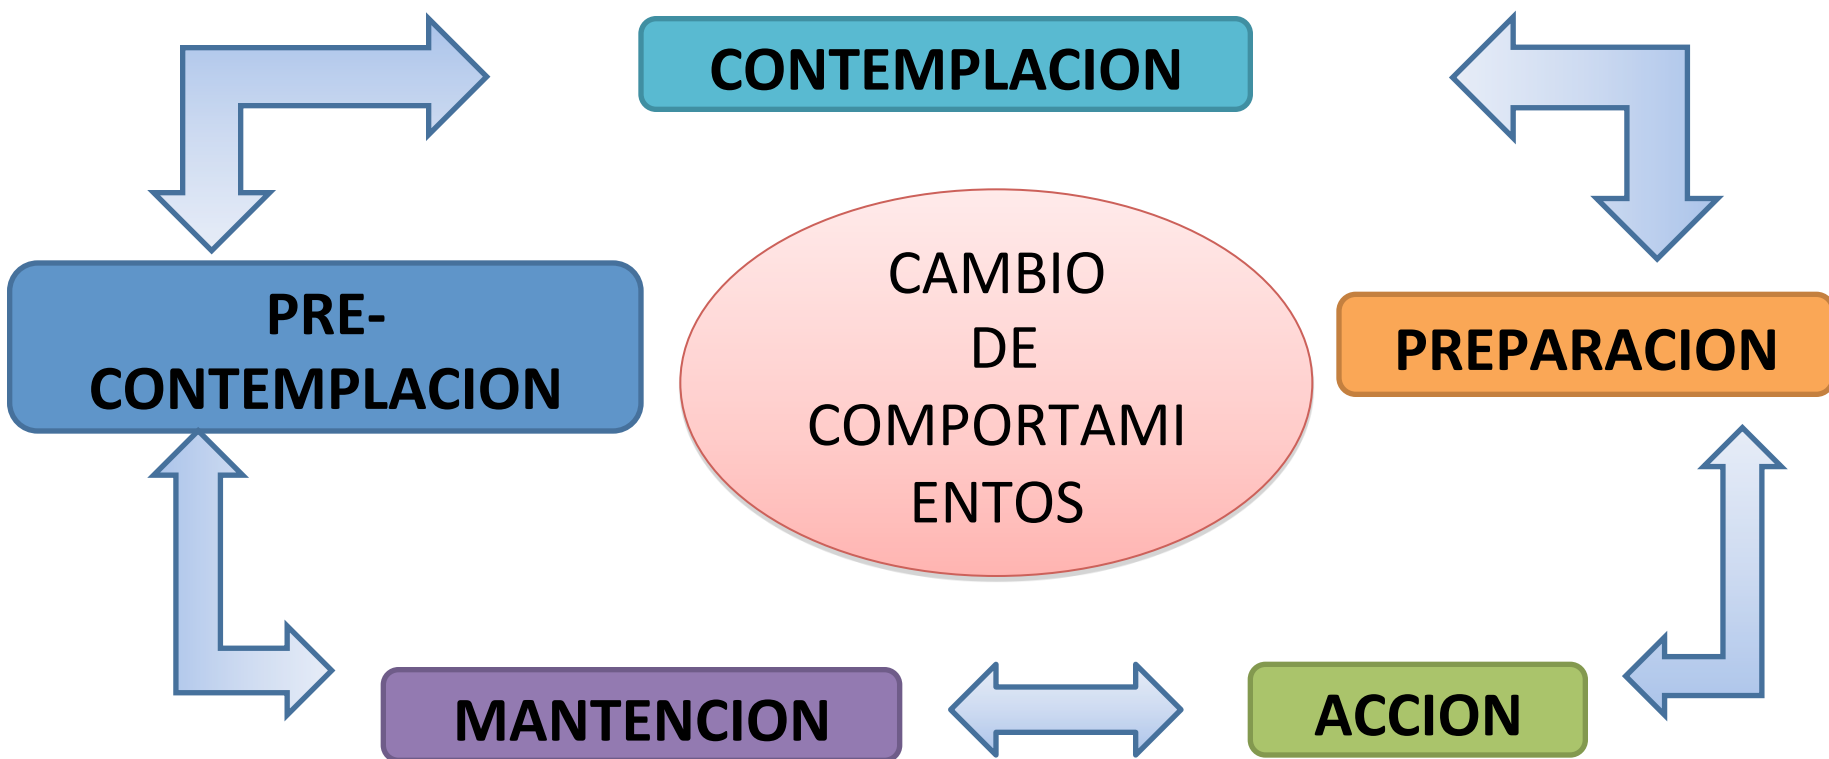 CONTEMPLACION
PRE-
CONTEMPLACION
CAMBIO
DE
COMPORTAMI
ENTOS
PREPARACION
MANTENCION
ACCION